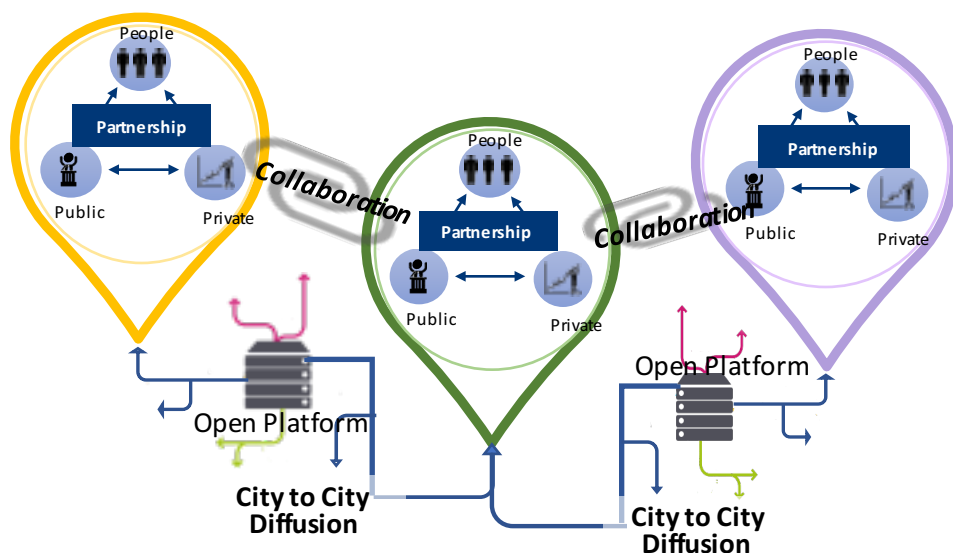 People
Partnership
Public
Private
Collaboration
People
Partnership
Public
Private
Collaboration
People
Partnership
Public
Private
Open Platform
Open Platform
City to City
Diffusion
City to City
Diffusion